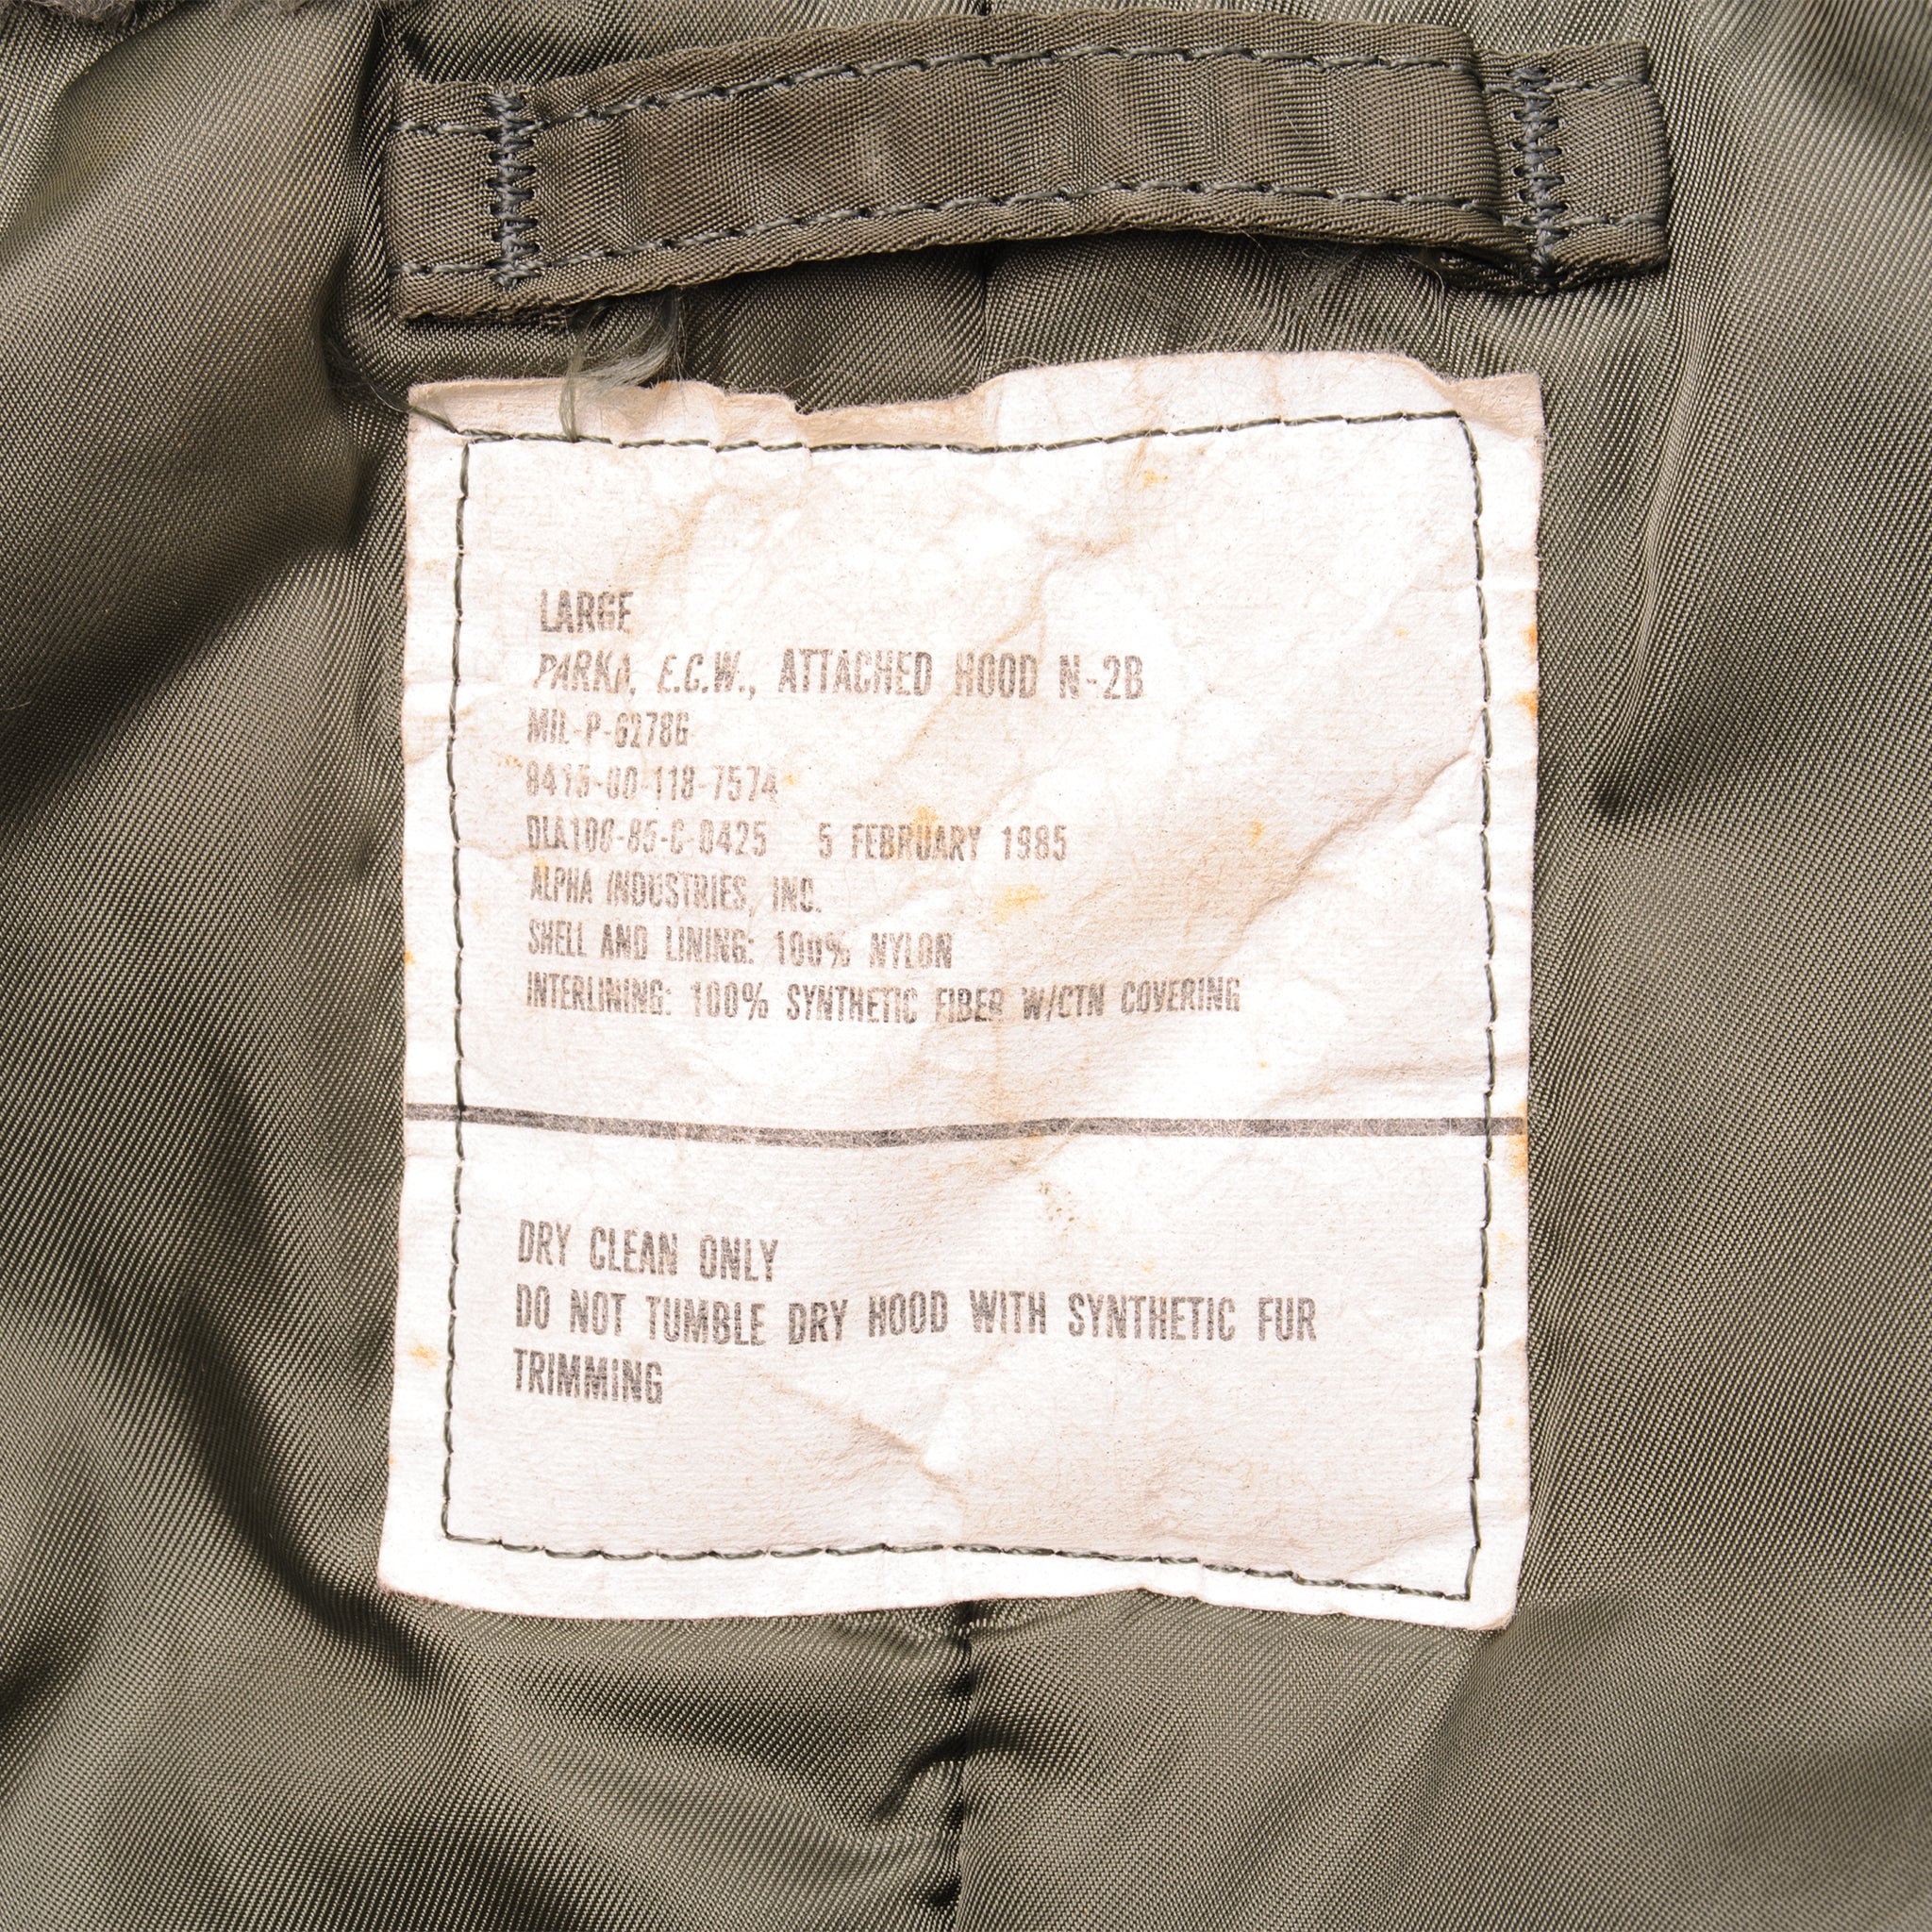 LARGE
PARKA, E.C.W., ATTACHED HOOD N-2B
MIL-P-6278G
8415-00-118-7574
DLA100-85-C-0425 5 FEBRUARY 1985
ALPHA INDUSTRIES, INC.
SHELL AND LINING: 100% NYLON
INTERLINING: 100% SYNTHETIC FIBER W/CTN COVERING
DRY CLEAN ONLY
DO NOT TUMBLE DRY HOOD WITH SYNTHETIC FUR
TRIMMING